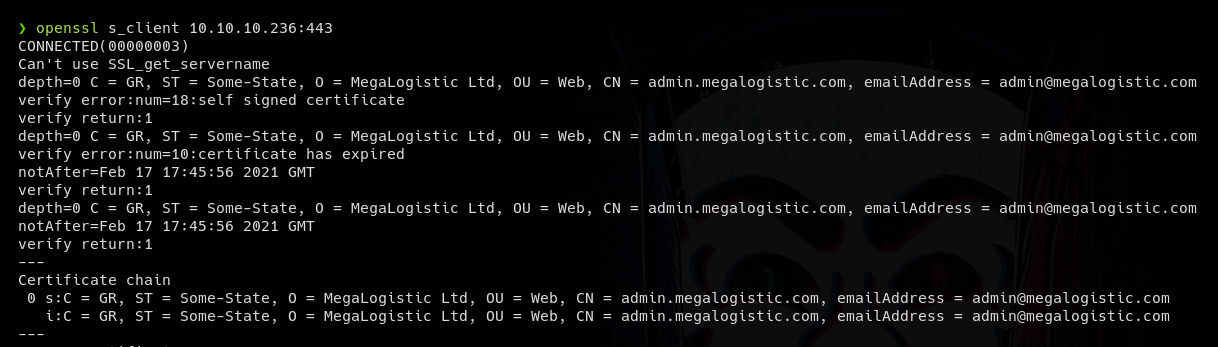 ❯ openssl s_client 10.10.10.236:443
CONNECTED(00000003)
Can't use SSL_get_servername
depth=0 C = GR, ST = Some-State, O = MegaLogistic Ltd, OU = Web, CN = admin.megalogistic.com, emailAddress = admin@megalogistic.com
verify error:num=18:self signed certificate
verify return:1
depth=0 C = GR, ST = Some-State, O = MegaLogistic Ltd, OU = Web, CN = admin.megalogistic.com, emailAddress = admin@megalogistic.com
verify error:num=10:certificate has expired
notAfter=Feb 17 17:45:56 2021 GMT
verify return:1
depth=0 C = GR, ST = Some-State, O = MegaLogistic Ltd, OU = Web, CN = admin.megalogistic.com, emailAddress = admin@megalogistic.com
notAfter=Feb 17 17:45:56 2021 GMT
verify return:1
---
Certificate chain
 0 s:C = GR, ST = Some-State, O = MegaLogistic Ltd, OU = Web, CN = admin.megalogistic.com, emailAddress = admin@megalogistic.com
   i:C = GR, ST = Some-State, O = MegaLogistic Ltd, OU = Web, CN = admin.megalogistic.com, emailAddress = admin@megalogistic.com
---